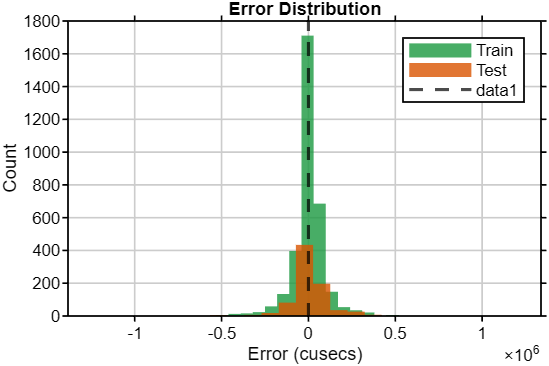 Error Distribution
1800
1600
1400
1200
1000
800
600
400
200
0
Count
Train
Test
data1
-1
-0.5
0
0.5
1
×10⁶
Error (cusecs)